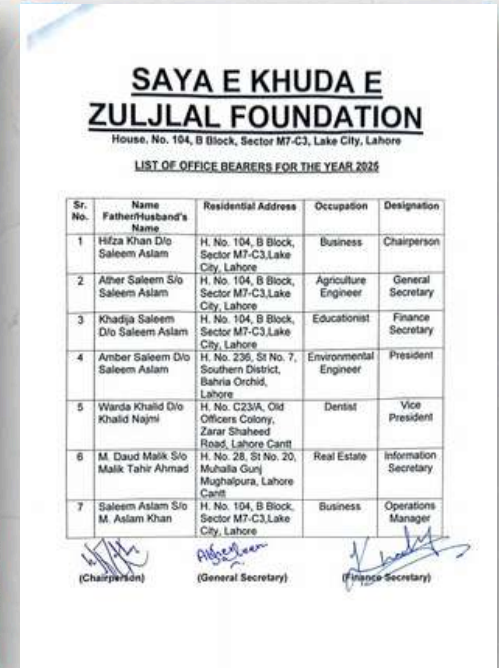 SAYA E KHUDA E
ZULJLAL FOUNDATION
House. No. 104, B Block, Sector M7-C3, Lake City, Lahore
LIST OF OFFICE BEARERS FOR THE YEAR 2025
Sr. No. Name Father/Husband's Name Residential Address Occupation Designation
1 Hifza Khan D/o Saleem Aslam H. No. 104, B Block, Sector M7-C3,Lake City, Lahore Business Chairperson
2 Ather Saleem S/o Saleem Aslam H. No. 104, B Block, Sector M7-C3,Lake City, Lahore Agriculture Engineer General Secretary
3 Khadija Saleem D/o Saleem Aslam H. No. 104, B Block, Sector M7-C3,Lake City, Lahore Educationist Finance Secretary
4 Amber Saleem D/o Saleem Aslam H. No. 236, St No. 7, Southern District, Bahria Orchid, Lahore Environmental Engineer President
5 Warda Khalid D/o Khalid Najmi H. No. C23/A, Old Officers Colony, Zarar Shaheed Road, Lahore Cantt Dentist Vice President
6 M. Daud Malik S/o Malik Tahir Ahmad H. No. 28, St No. 20, Muhalla Gunj Mughalpura, Lahore Cantt Real Estate Information Secretary
7 Saleem Aslam S/o M. Aslam Khan H. No. 104, B Block, Sector M7-C3,Lake City, Lahore Business Operations Manager
(Chairperson) (General Secretary) (Finance Secretary)